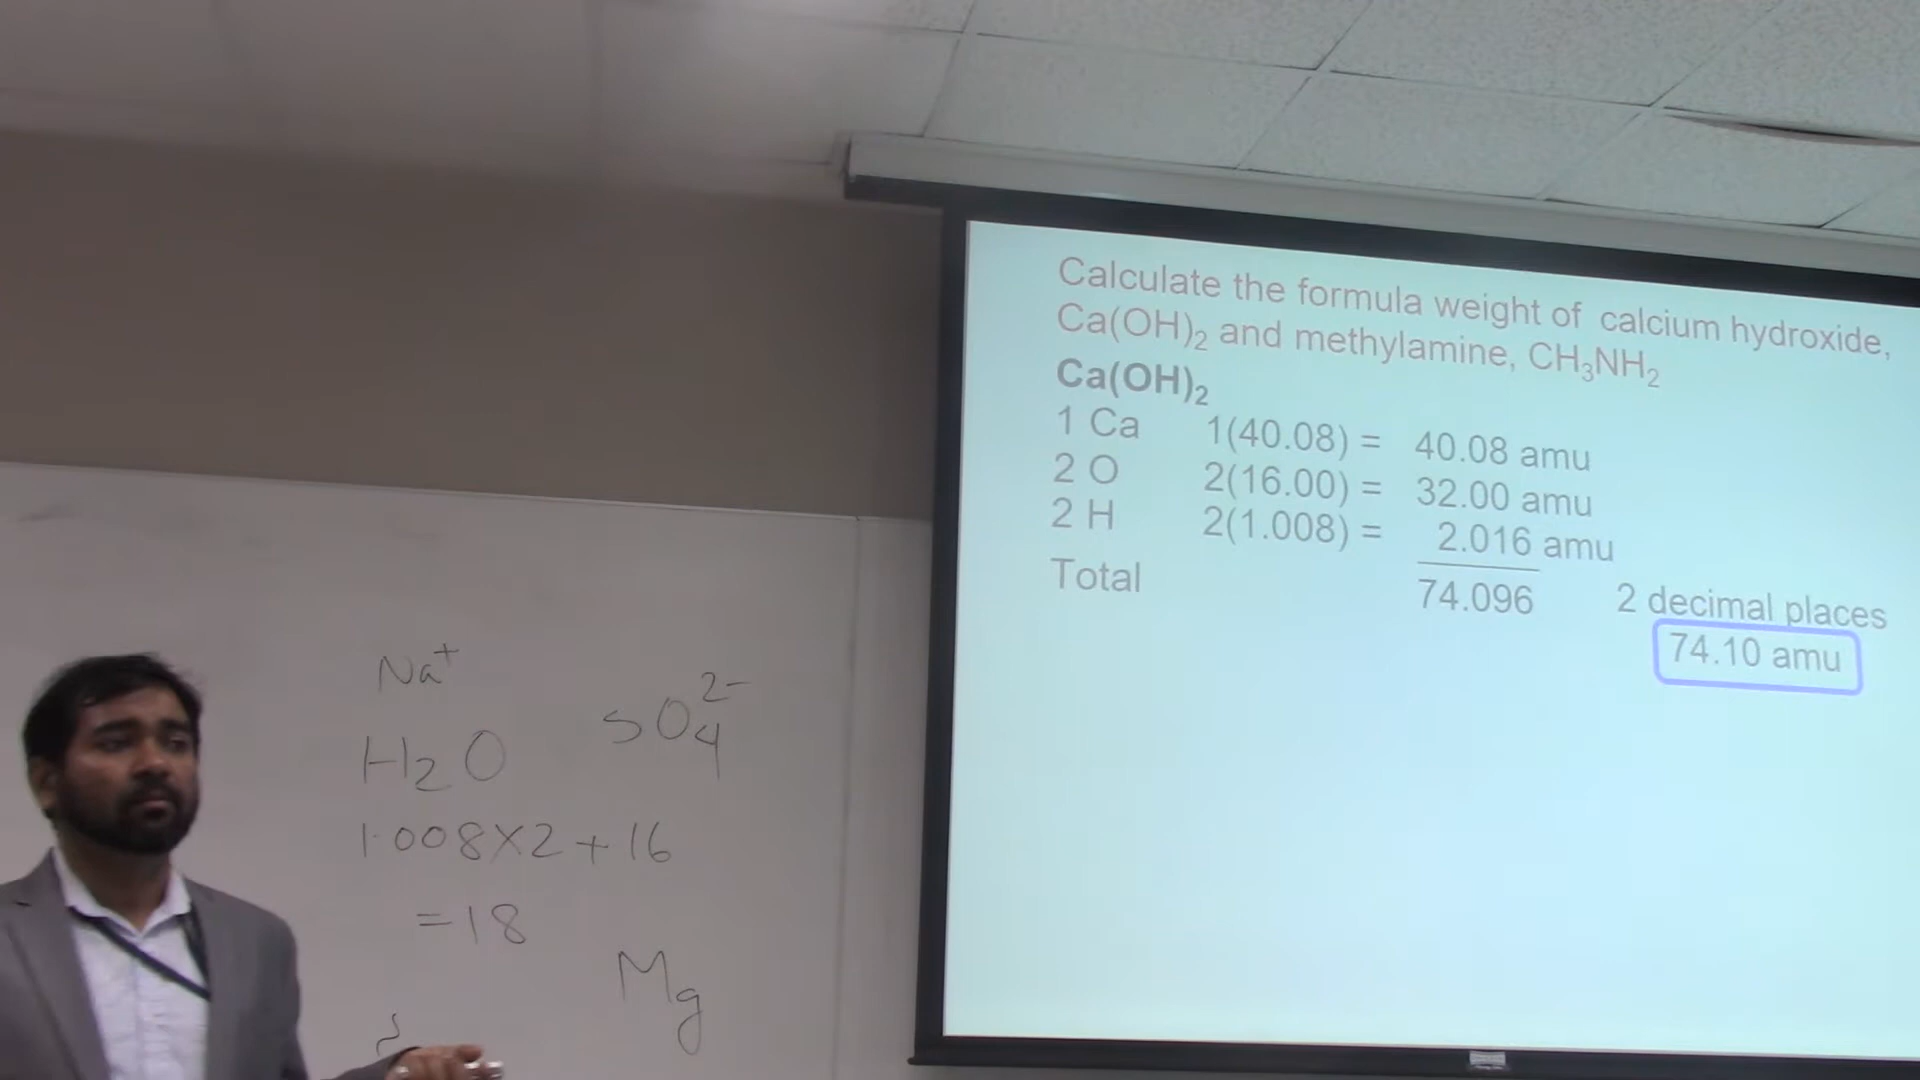 Calculate the formula weight of calcium hydroxide,
Ca(OH)₂ and methylamine, CH₃NH₂
Ca(OH)₂
1 Ca 1(40.08) = 40.08 amu
2 O 2(16.00) = 32.00 amu
2 H 2(1.008) = 2.016 amu
Total 74.096 2 decimal places
74.10 amu
Na⁺
SO₄²⁻
H₂O
1.008X2 + 16
= 18
Mg